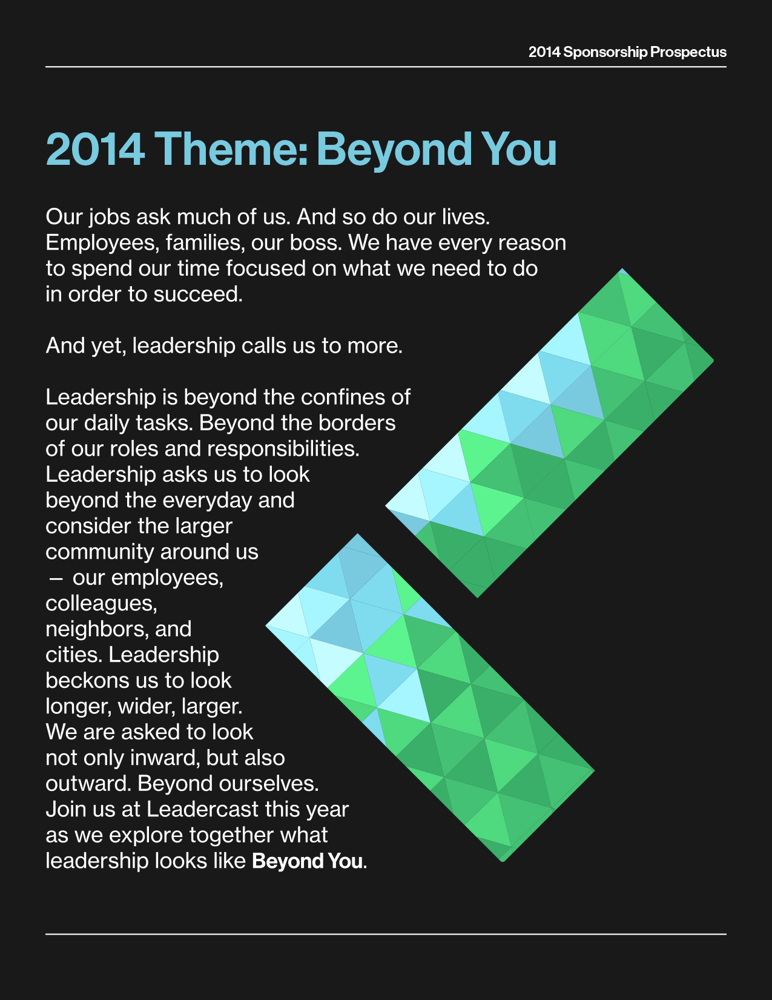 2014 Sponsorship Prospectus
2014 Theme: Beyond You
Our jobs ask much of us. And so do our lives.
Employees, families, our boss. We have every reason
to spend our time focused on what we need to do
in order to succeed.
And yet, leadership calls us to more.
Leadership is beyond the confines of
our daily tasks. Beyond the borders
of our roles and responsibilities.
Leadership asks us to look
beyond the everyday and
consider the larger
community around us
— our employees,
colleagues,
neighbors, and
cities. Leadership
beckons us to look
longer, wider, larger.
We are asked to look
not only inward, but also
outward. Beyond ourselves.
Join us at Leadercast this year
as we explore together what
leadership looks like Beyond You.